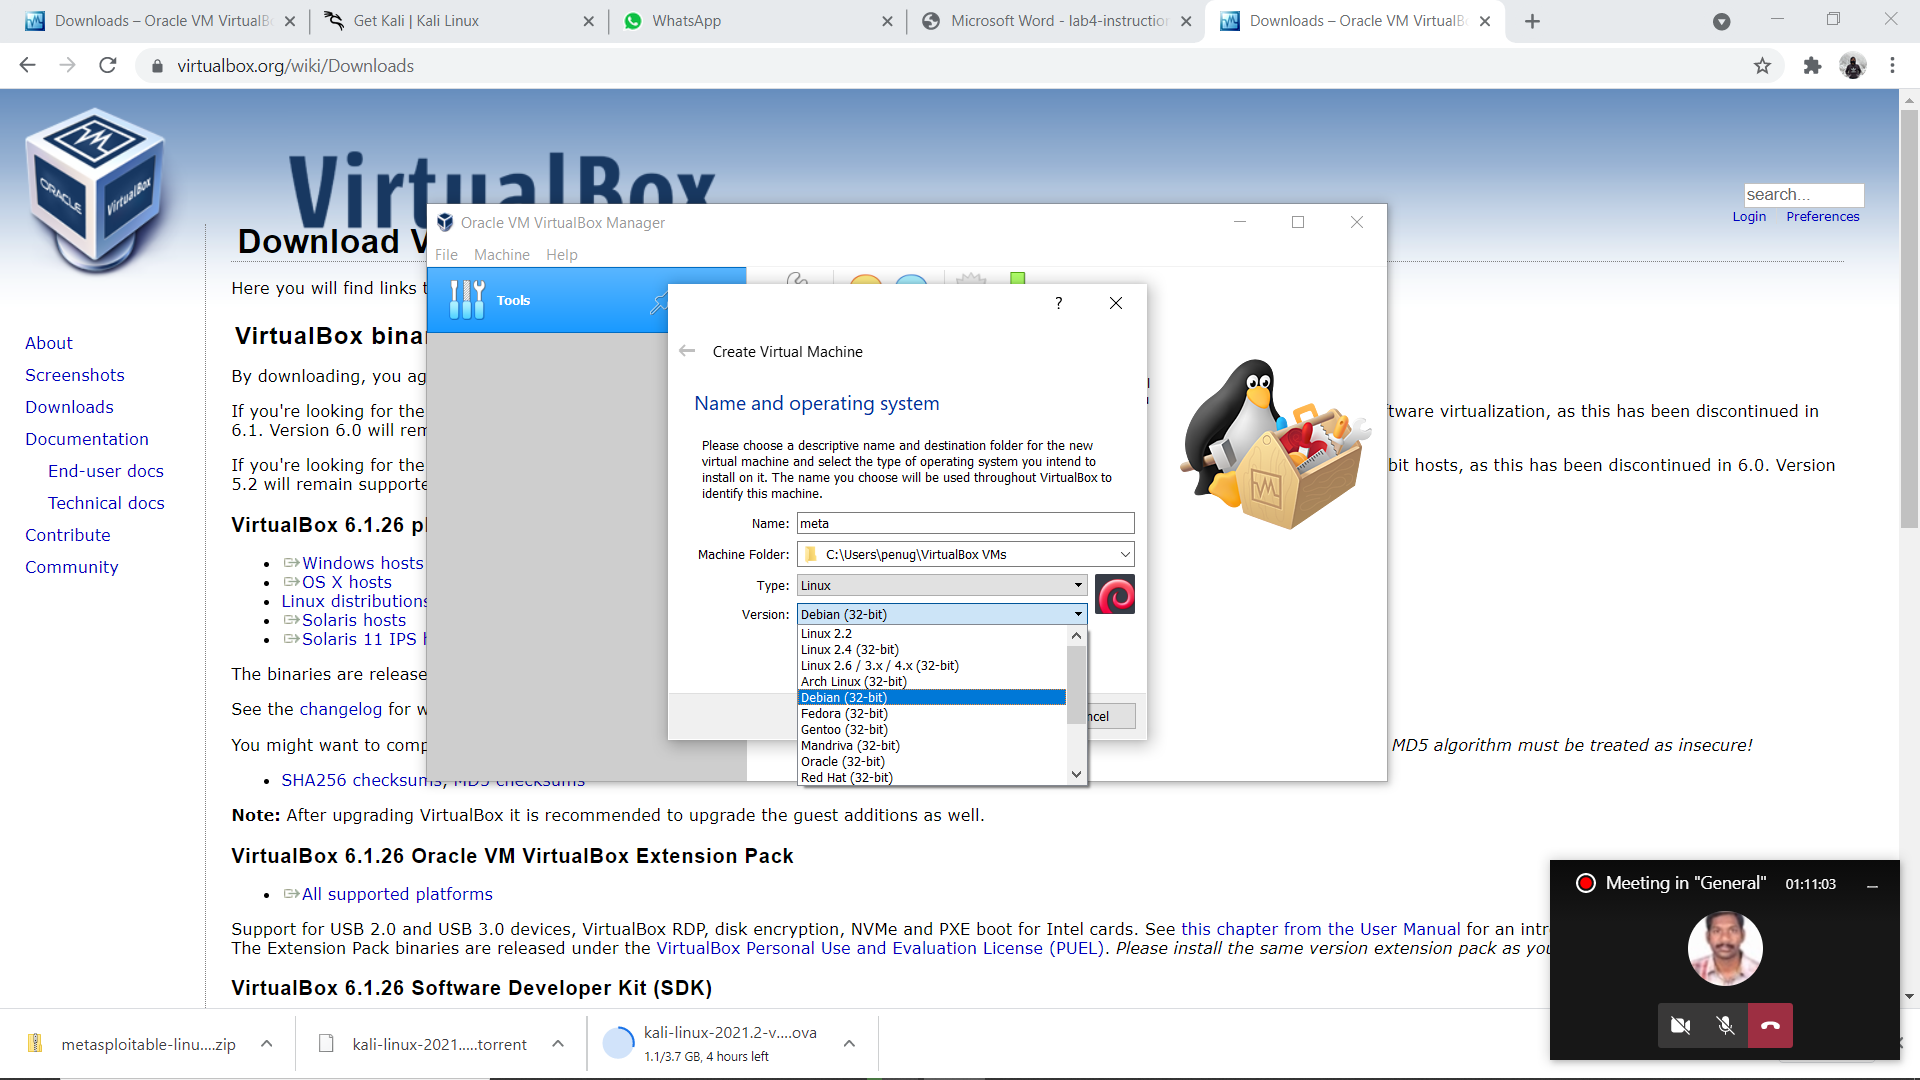 Downloads – Oracle VM VirtualB
Get Kali | Kali Linux
WhatsApp
Microsoft Word - lab4-instruction
Downloads – Oracle VM VirtualB
virtualbox.org/wiki/Downloads
ORACLE
VirtualBox
VirtualBox
search...
Login
Preferences
Download V
Here you will find links t
VirtualBox bina
By downloading, you ag
If you're looking for the
tware virtualization, as this has been discontinued in
6.1. Version 6.0 will rem
If you're looking for the
bit hosts, as this has been discontinued in 6.0. Version
5.2 will remain supporte
VirtualBox 6.1.26 pl
Windows hosts
OS X hosts
Linux distributions
Solaris hosts
Solaris 11 IPS h
The binaries are release
See the changelog for w
You might want to comp
MD5 algorithm must be treated as insecure!
SHA256 checksums, MD5 checksums
Note: After upgrading VirtualBox it is recommended to upgrade the guest additions as well.
VirtualBox 6.1.26 Oracle VM VirtualBox Extension Pack
All supported platforms
Support for USB 2.0 and USB 3.0 devices, VirtualBox RDP, disk encryption, NVMe and PXE boot for Intel cards. See this chapter from the User Manual for an intr
The Extension Pack binaries are released under the VirtualBox Personal Use and Evaluation License (PUEL). Please install the same version extension pack as you
VirtualBox 6.1.26 Software Developer Kit (SDK)
About
Screenshots
Downloads
Documentation
End-user docs
Technical docs
Contribute
Community
Oracle VM VirtualBox Manager
File Machine Help
Tools
?
Create Virtual Machine
Name and operating system
Please choose a descriptive name and destination folder for the new
virtual machine and select the type of operating system you intend to
install on it. The name you choose will be used throughout VirtualBox to
identify this machine.
Name: meta
Machine Folder: C:\Users\penug\VirtualBox VMs
Type: Linux
Version: Debian (32-bit)
Linux 2.2
Linux 2.4 (32-bit)
Linux 2.6 / 3.x / 4.x (32-bit)
Arch Linux (32-bit)
Debian (32-bit)
Fedora (32-bit)
Gentoo (32-bit)
Mandriva (32-bit)
Oracle (32-bit)
Red Hat (32-bit)
ncel
Meeting in "General" 01:11:03
metasploitable-linu....zip
kali-linux-2021.....torrent
kali-linux-2021.2-v....ova
1.1/3.7 GB, 4 hours left